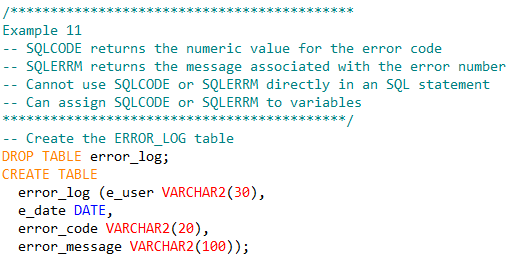 /*******************************************
Example 11
-- SQLCODE returns the numeric value for the error code
-- SQLERRM returns the message associated with the error number
-- Cannot use SQLCODE or SQLERRM directly in an SQL statement
-- Can assign SQLCODE or SQLERRM to variables
*******************************************/
-- Create the ERROR_LOG table
DROP TABLE error_log;
CREATE TABLE
  error_log (e_user VARCHAR2(30),
  e_date DATE,
  error_code VARCHAR2(20),
  error_message VARCHAR2(100));